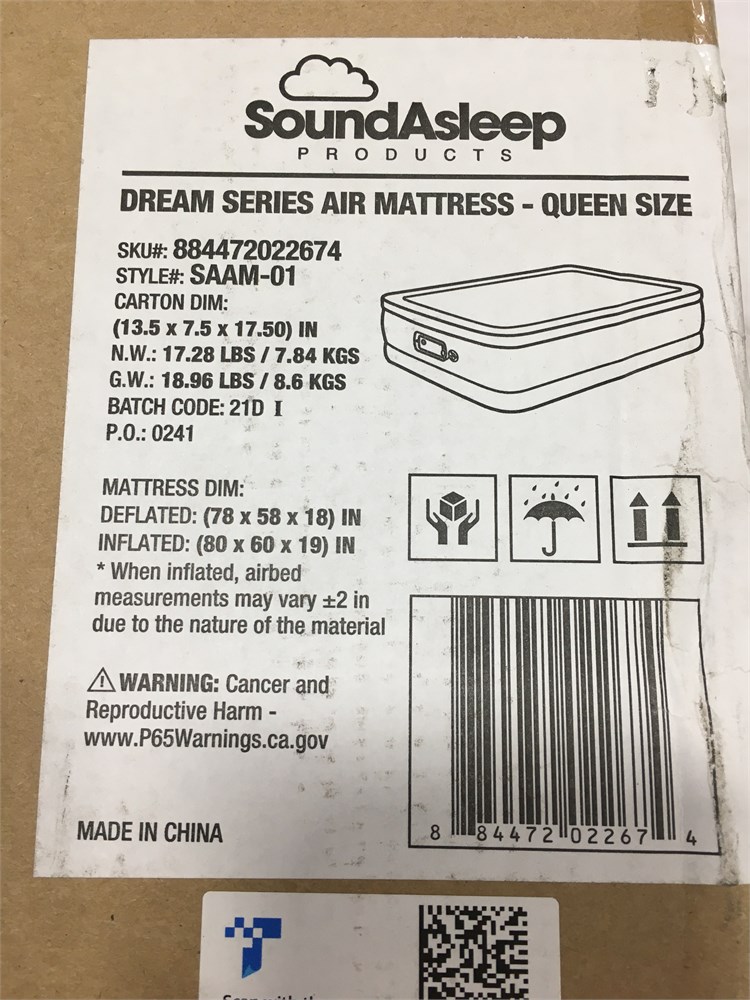 SoundAsleep
PRODUCTS
DREAM SERIES AIR MATTRESS - QUEEN SIZE
SKU#: 884472022674
STYLE#: SAAM-01
CARTON DIM:
(13.5 x 7.5 x 17.50) IN
N.W.: 17.28 LBS / 7.84 KGS
G.W.: 18.96 LBS / 8.6 KGS
BATCH CODE: 21D I
P.O.: 0241
MATTRESS DIM:
DEFLATED: (78 x 58 x 18) IN
INFLATED: (80 x 60 x 19) IN
* When inflated, airbed
measurements may vary ±2 in
due to the nature of the material
⚠ WARNING: Cancer and
Reproductive Harm -
www.P65Warnings.ca.gov
MADE IN CHINA
8 84472 02267 4